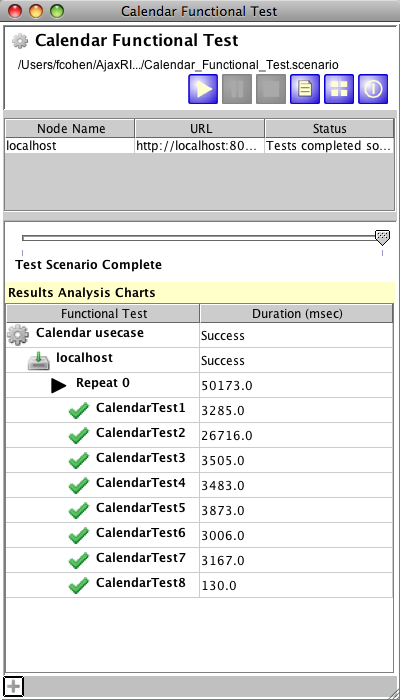 Calendar Functional Test
Calendar Functional Test
/Users/fcohen/AjaxRI.../Calendar_Functional_Test.scenario
Node Name URL Status
localhost http://localhost:80... Tests completed so...
Test Scenario Complete
Results Analysis Charts
Functional Test Duration (msec)
Calendar usecase Success
localhost Success
Repeat 0 50173.0
CalendarTest1 3285.0
CalendarTest2 26716.0
CalendarTest3 3505.0
CalendarTest4 3483.0
CalendarTest5 3873.0
CalendarTest6 3006.0
CalendarTest7 3167.0
CalendarTest8 130.0